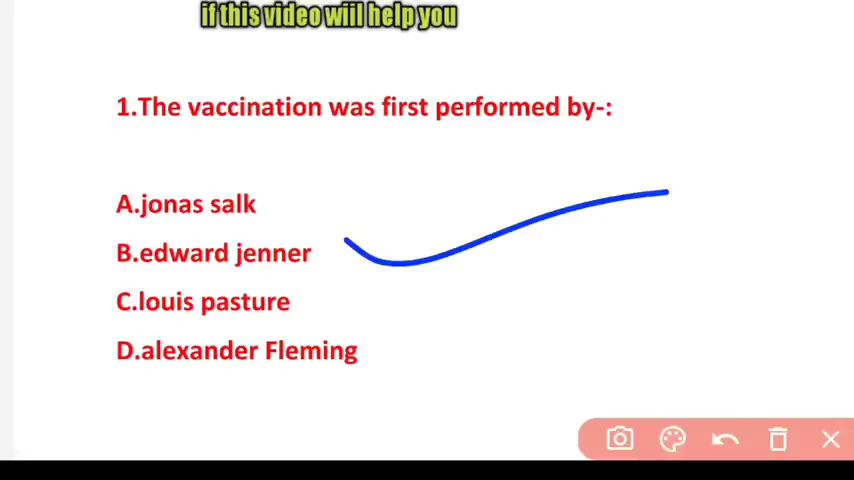 if this video wiil help you
1.The vaccination was first performed by-:
A.jonas salk
B.edward jenner
C.louis pasture
D.alexander Fleming